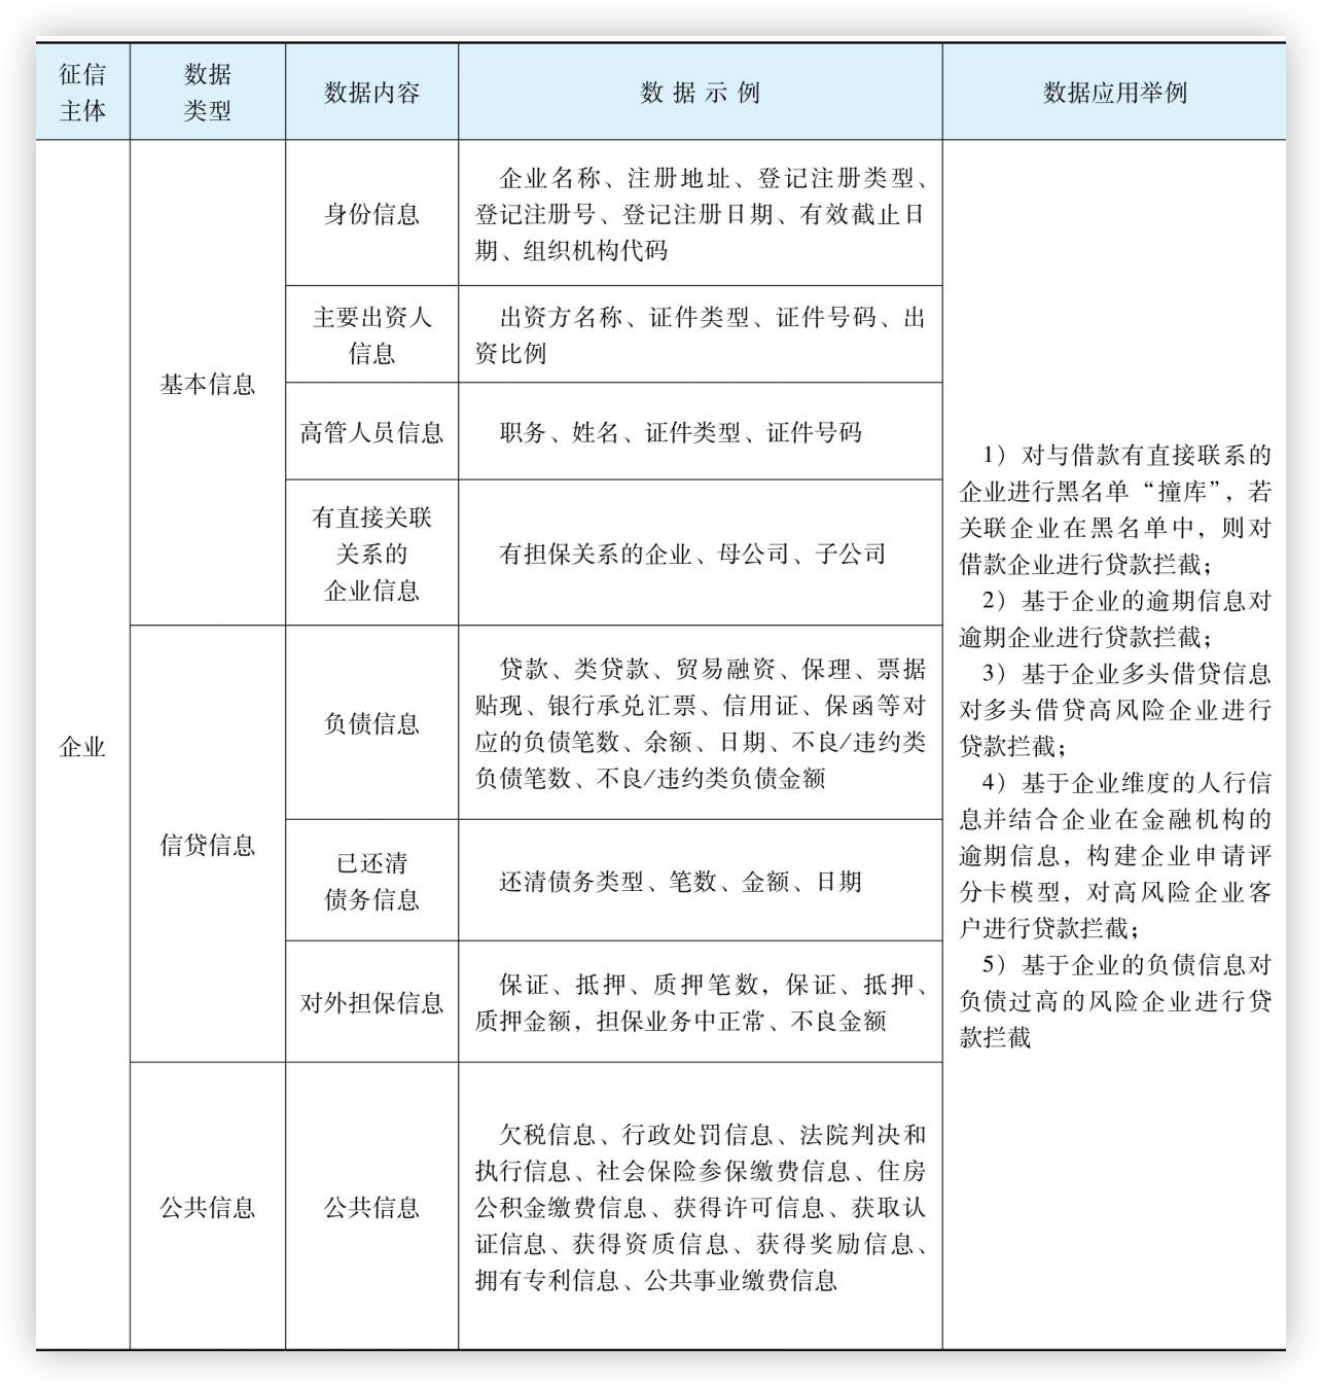 征信
主体
数据
类型
数据内容
数据示例
数据应用举例
企业
基本信息
身份信息
企业名称、注册地址、登记注册类型、
登记注册号、登记注册日期、有效截止日
期、组织机构代码
主要出资人
信息
出资方名称、证件类型、证件号码、出
资比例
高管人员信息
职务、姓名、证件类型、证件号码
有直接关联
关系的
企业信息
有担保关系的企业、母公司、子公司
信贷信息
负债信息
贷款、类贷款、贸易融资、保理、票据
贴现、银行承兑汇票、信用证、保函等对
应的负债笔数、余额、日期、不良/违约类
负债笔数、不良/违约类负债金额
已还清
债务信息
还清债务类型、笔数、金额、日期
对外担保信息
保证、抵押、质押笔数，保证、抵押、
质押金额，担保业务中正常、不良金额
公共信息
公共信息
欠税信息、行政处罚信息、法院判决和
执行信息、社会保险参保缴费信息、住房
公积金缴费信息、获得许可信息、获取认
证信息、获得资质信息、获得奖励信息、
拥有专利信息、公共事业缴费信息
1）对与借款有直接联系的
企业进行黑名单“撞库”，若
关联企业在黑名单中，则对
借款企业进行贷款拦截；
2）基于企业的逾期信息对
逾期企业进行贷款拦截；
3）基于企业多头借贷信息
对多头借贷高风险企业进行
贷款拦截；
4）基于企业维度的人行信
息并结合企业在金融机构的
逾期信息，构建企业申请评
分卡模型，对高风险企业客
户进行贷款拦截；
5）基于企业的负债信息对
负债过高的风险企业进行贷
款拦截